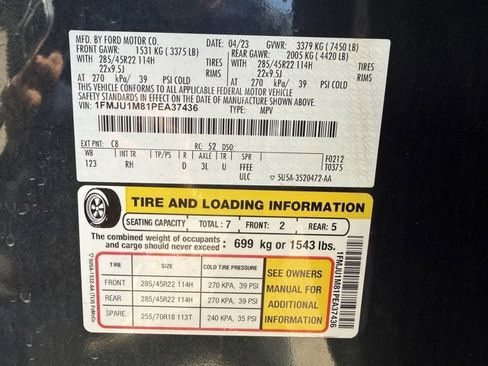 MFD. BY FORD MOTOR CO. 04/23 GVWR: 3379 KG (7450 LB)
FRONT GAWR: 1531 KG (3375 LB) REAR GAWR: 2005 KG (4420 LB)
WITH 285/45R22 114H WITH 285/45R22 114H
22x9.5J 22x9.5J
AT 270 kPa/ 39 PSI COLD AT 270 kPa/ 39 PSI COLD
THIS VEHICLE CONFORMS TO ALL APPLICABLE FEDERAL MOTOR VEHICLE
SAFETY STANDARDS IN EFFECT ON THE DATE OF MANUFACTURE SHOWN ABOVE.
VIN: 1FMJU1M81PEA37436 TYPE: MPV
EXT PNT: C8 RC: 52 DSO: F0212
WB INT TR TP/PS R AXLE TR SPR T0375
123 RH D 3L U FFEE
ULC 5U5A-3520472-AA
TIRE AND LOADING INFORMATION
SEATING CAPACITY TOTAL: 7 FRONT: 2 REAR: 5
The combined weight of occupants and cargo should never exceed: 699 kg or 1543 lbs.
TIRE SIZE COLD TIRE PRESSURE
FRONT 285/45R22 114H 270 KPA, 39 PSI
REAR 285/45R22 114H 270 KPA, 39 PSI
SPARE 255/70R18 113T 240 KPA, 35 PSI
SEE OWNERS
MANUAL FOR
ADDITIONAL
INFORMATION
1FMJU1M81PEA37436